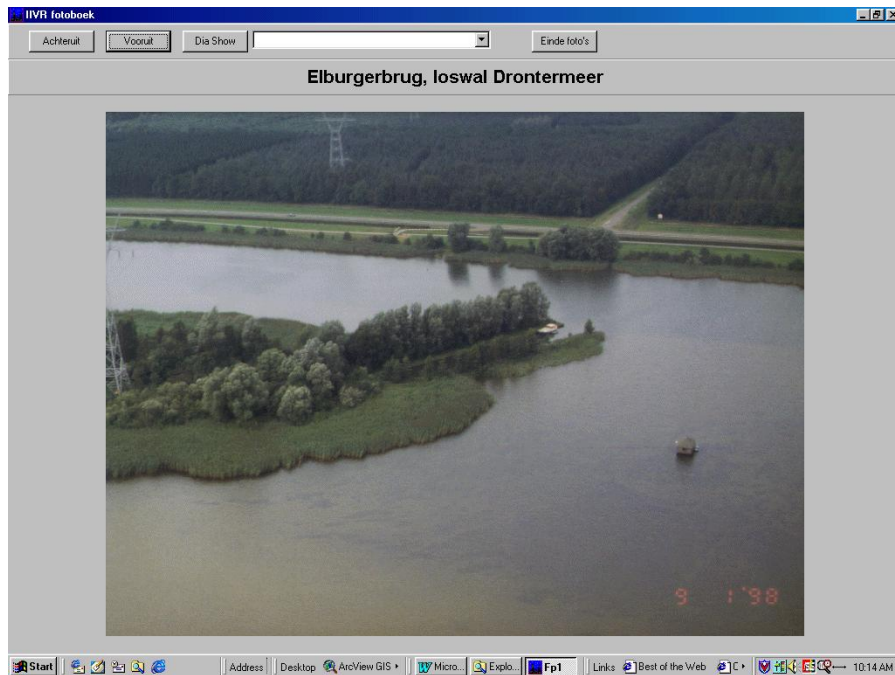 IIVR fotoboek
Achteruit Vooruit Dia Show Einde foto's
Elburgerbrug, loswal Drontermeer
9 1 '98
Start Address Desktop ArcView GIS Micro... Explo... Fp1 Links Best of the Web C 10:14 AM